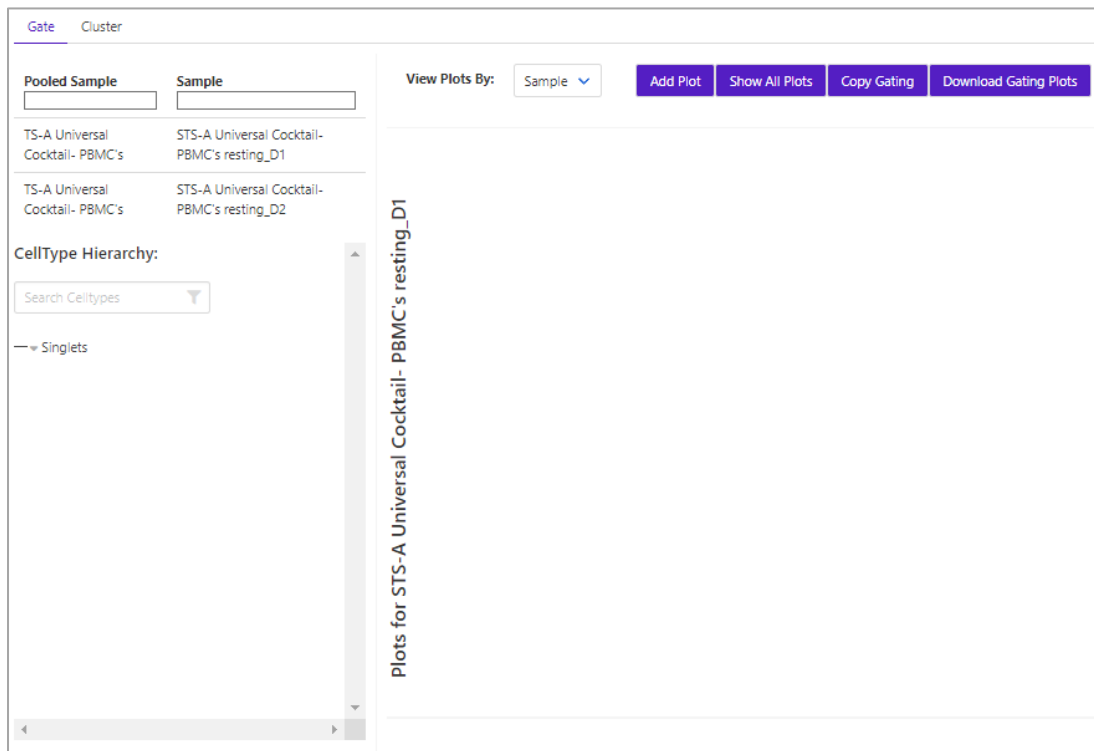 Gate Cluster
Pooled Sample Sample
TS-A Universal STS-A Universal Cocktail-
Cocktail- PBMC's PBMC's resting_D1
TS-A Universal STS-A Universal Cocktail-
Cocktail- PBMC's PBMC's resting_D2
CellType Hierarchy:
Search Celltypes
Singlets
View Plots By: Sample Add Plot Show All Plots Copy Gating Download Gating Plots
Plots for STS-A Universal Cocktail- PBMC's resting_D1